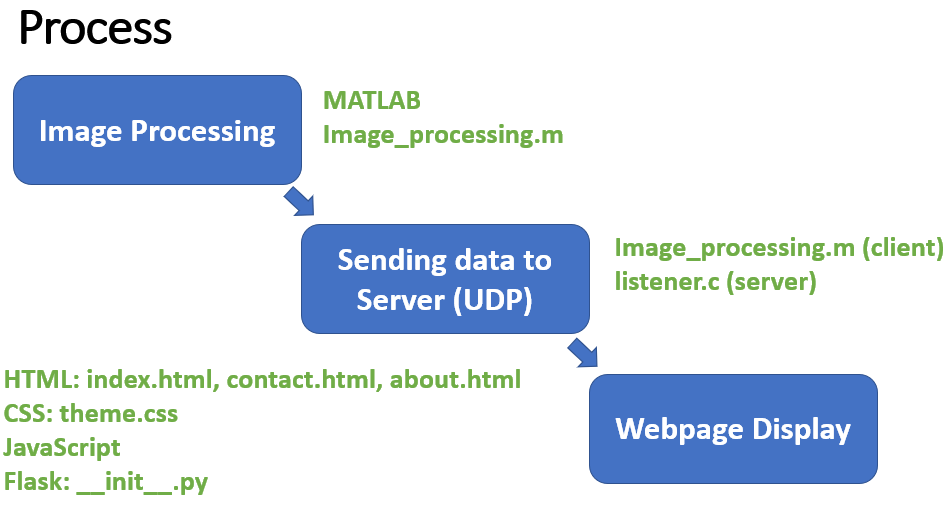 Process
Image Processing
MATLAB
Image_processing.m
Sending data to
Server (UDP)
Image_processing.m (client)
listener.c (server)
HTML: index.html, contact.html, about.html
CSS: theme.css
JavaScript
Flask: __init__.py
Webpage Display